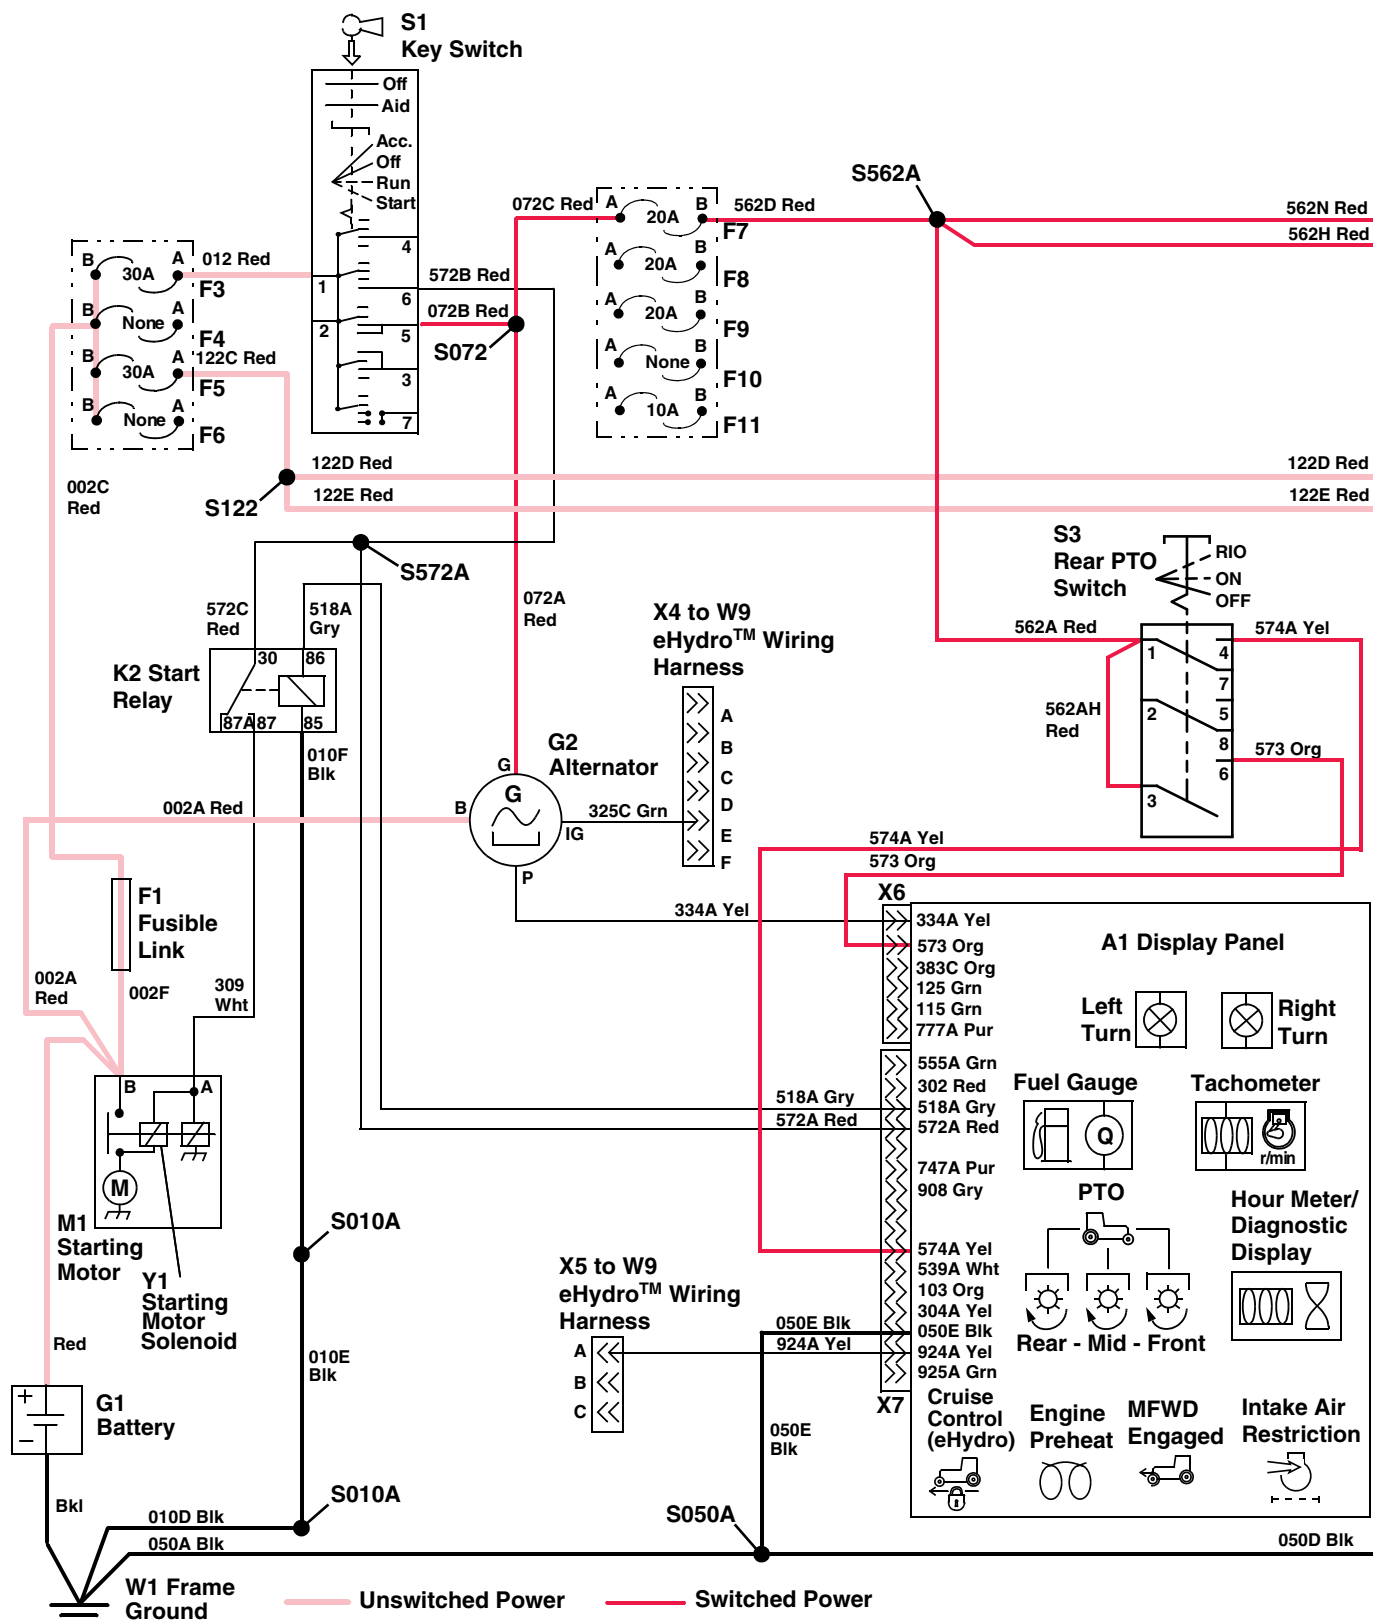 S1
Key Switch
Off
Aid
Acc.
Off
Run
Start
4
1
6
2
5
3
7
S562A
072C Red
A
20A
B
F7
562D Red
562N Red
562H Red
A
20A
B
F8
A
20A
B
F9
A
None
B
F10
A
10A
B
F11
B
30A
A
F3
012 Red
B
None
A
F4
B
30A
A
F5
122C Red
B
None
A
F6
572B Red
072B Red
S072
002C
Red
S122
122D Red
122D Red
122E Red
122E Red
S572A
S3
Rear PTO
Switch
RIO
ON
OFF
572C
Red
518A
Gry
072A
Red
X4 to W9
eHydro™ Wiring
Harness
562A Red
574A Yel
1
4
7
2
5
8
6
3
562AH
Red
573 Org
K2 Start
Relay
30
86
87A
87
85
010F
Blk
A
B
C
D
E
F
G2
Alternator
G
G
B
IG
P
002A Red
325C Grn
574A Yel
573 Org
334A Yel
F1
Fusible
Link
002A
Red
002F
309
Wht
X6
334A Yel
573 Org
383C Org
125 Grn
115 Grn
777A Pur
A1 Display Panel
Left
Turn
Right
Turn
555A Grn
302 Red
518A Gry
518A Gry
572A Red
572A Red
747A Pur
908 Gry
574A Yel
539A Wht
103 Org
304A Yel
050E Blk
050E Blk
924A Yel
924A Yel
925A Grn
X7
Fuel Gauge
Q
Tachometer
r/min
PTO
Rear - Mid - Front
Hour Meter/
Diagnostic
Display
B
A
M
M1
Starting
Motor
Y1
Starting
Motor
Solenoid
S010A
X5 to W9
eHydro™ Wiring
Harness
A
B
C
Red
010E
Blk
G1
Battery
+
−
Cruise
Control
(eHydro)
Engine
Preheat
MFWD
Engaged
Intake Air
Restriction
050E
Blk
Bkl
S010A
010D Blk
050A Blk
S050A
050D Blk
W1 Frame
Ground
Unswitched Power
Switched Power